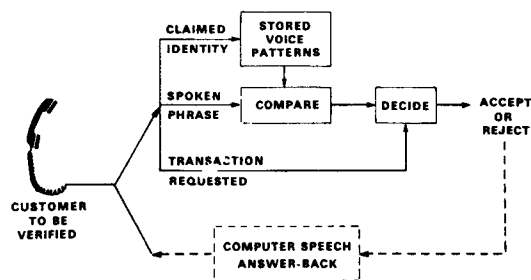 CLAIMED
IDENTITY
STORED
VOICE
PATTERNS
SPOKEN
PHRASE
COMPARE
DECIDE
ACCEPT
OR
REJECT
TRANSACTION
REQUESTED
CUSTOMER
TO BE
VERIFIED
COMPUTER SPEECH
ANSWER-BACK